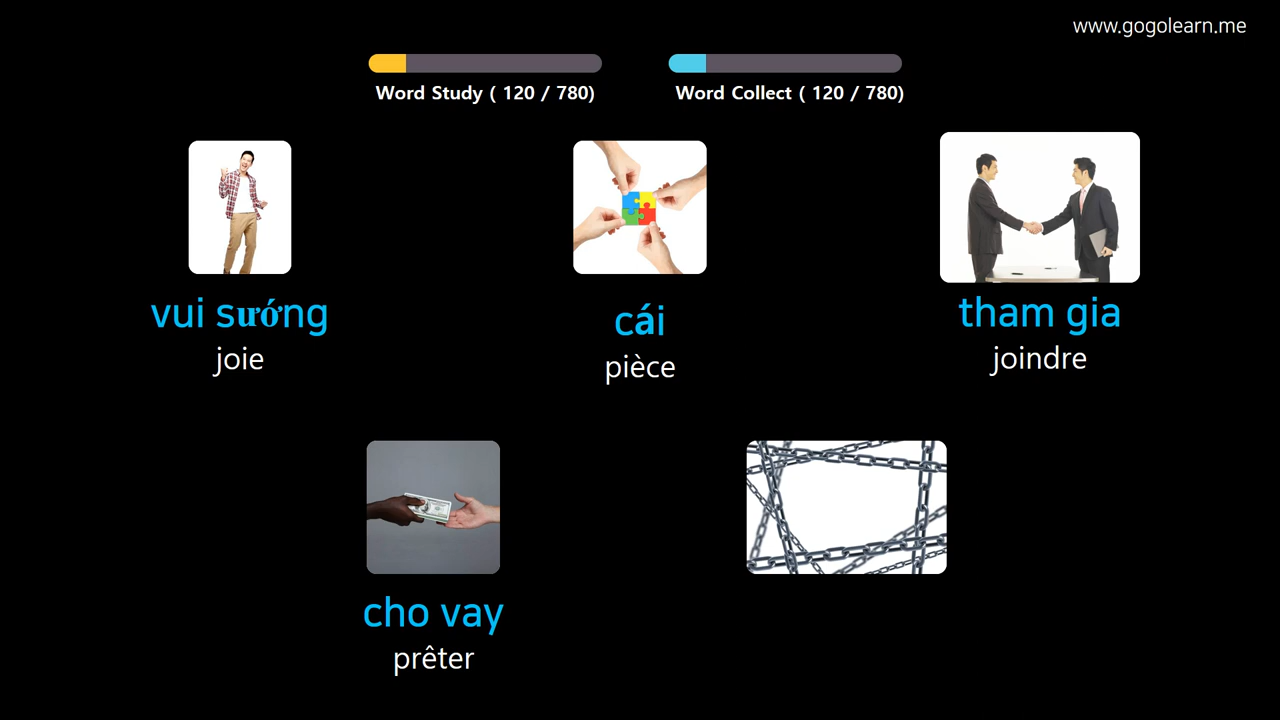 www.gogolearn.me
Word Study ( 120 / 780)
Word Collect ( 120 / 780)
vui sướng
joie
cái
pièce
tham gia
joindre
cho vay
prêter